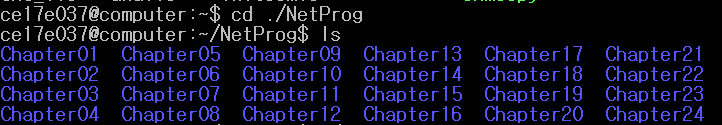 ce17e037@computer:~$ cd ./NetProg
ce17e037@computer:~/NetProg$ ls
Chapter01 Chapter05 Chapter09 Chapter13 Chapter17 Chapter21
Chapter02 Chapter06 Chapter10 Chapter14 Chapter18 Chapter22
Chapter03 Chapter07 Chapter11 Chapter15 Chapter19 Chapter23
Chapter04 Chapter08 Chapter12 Chapter16 Chapter20 Chapter24